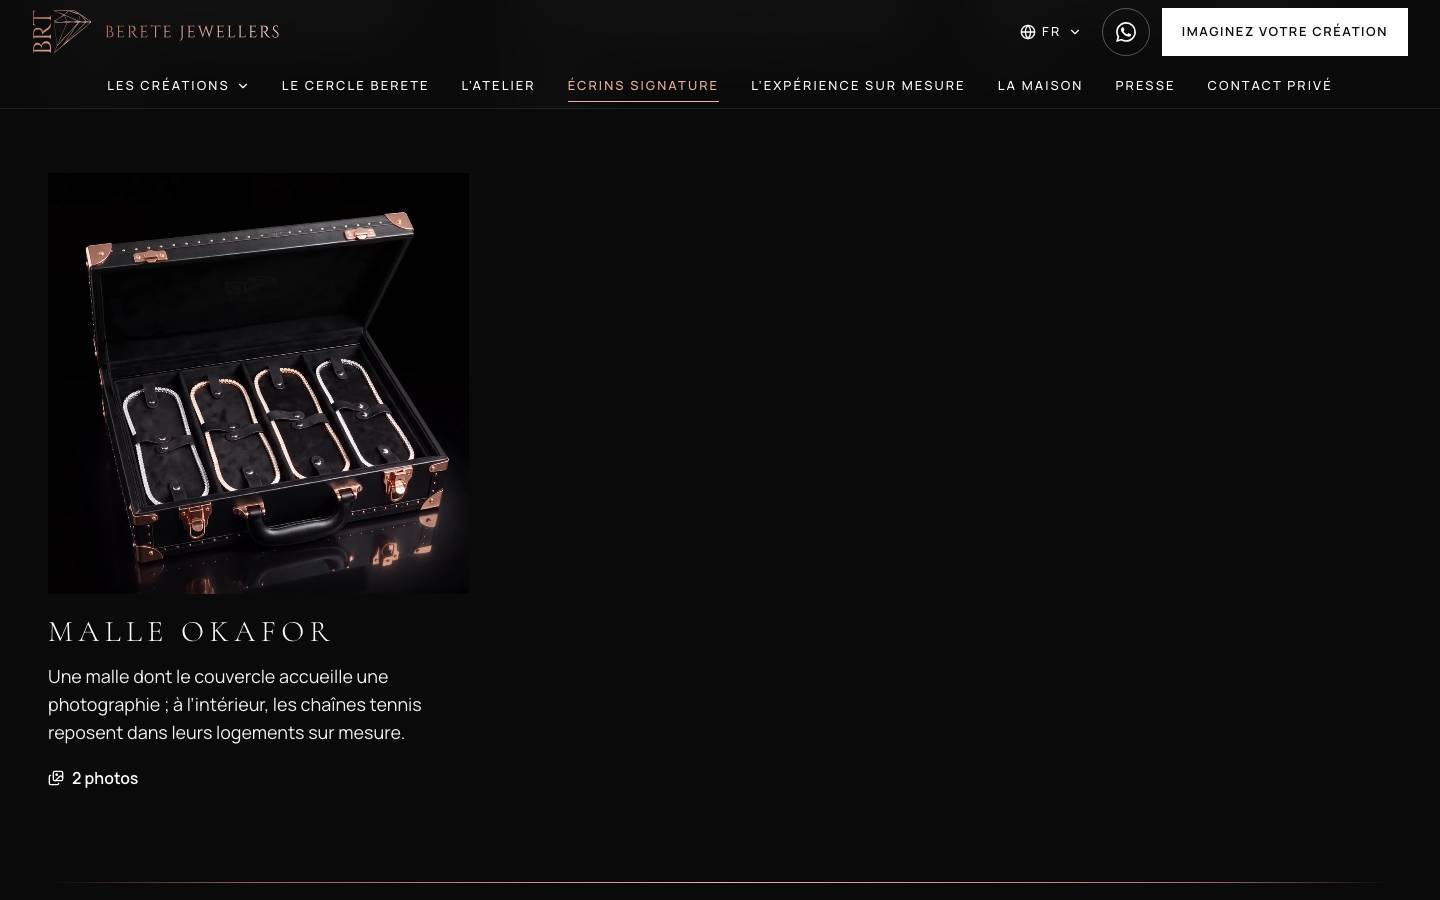 BRT
BERETE JEWELLERS
FR
IMAGINEZ VOTRE CRÉATION
LES CRÉATIONS
LE CERCLE BERETE
L'ATELIER
ÉCRINS SIGNATURE
L'EXPÉRIENCE SUR MESURE
LA MAISON
PRESSE
CONTACT PRIVÉ
MALLE OKAFOR
Une malle dont le couvercle accueille une
photographie ; à l'intérieur, les chaînes tennis
reposent dans leurs logements sur mesure.
2 photos